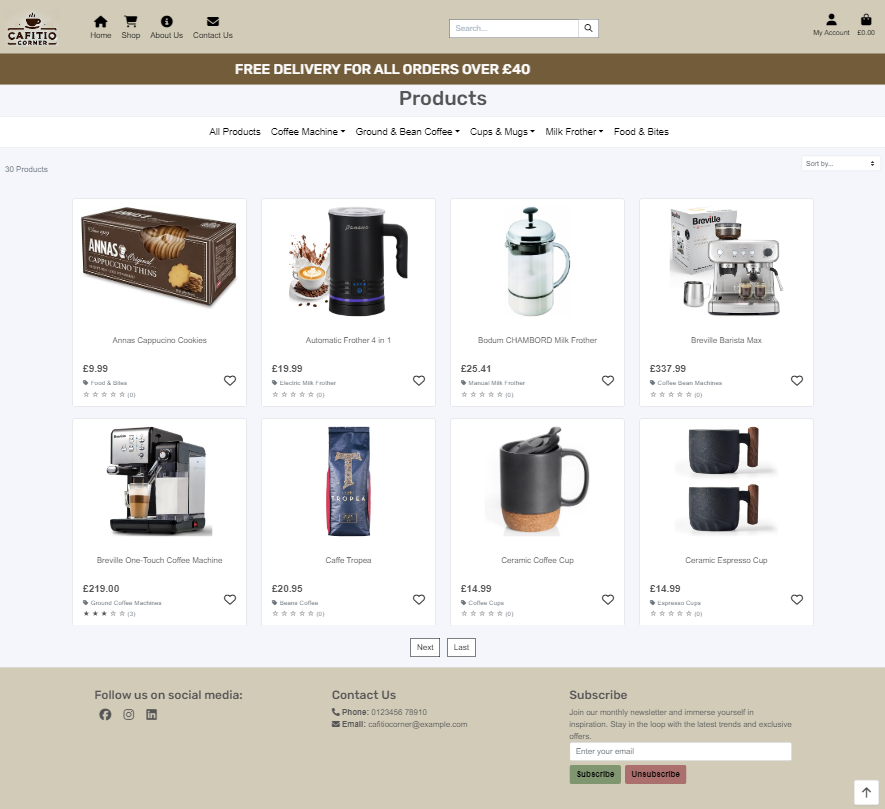 CAFITIO
CORNER
Home Shop About Us Contact Us
Search...
My Account £0.00
FREE DELIVERY FOR ALL ORDERS OVER £40
Products
All Products Coffee Machine Ground & Bean Coffee Cups & Mugs Milk Frother Food & Bites
30 Products
Sort by...
ANNAS
Original
CAPPUCCINO THINS
Breville
Annas Cappucino Cookies
Automatic Frother 4 in 1
Bodum CHAMBORD Milk Frother
Breville Barista Max
£9.99
Food & Bites
(0)
£19.99
Electric Milk Frother
(0)
£25.41
Manual Milk Frother
(0)
£337.99
Coffee Bean Machines
(0)
TROPEA
Breville One-Touch Coffee Machine
Caffe Tropea
Ceramic Coffee Cup
Ceramic Espresso Cup
£219.00
Ground Coffee Machines
(3)
£20.95
Beans Coffee
(0)
£14.99
Coffee Cups
(0)
£14.99
Espresso Cups
(0)
Next Last
Follow us on social media:
Contact Us
Phone: 0123456 78910
Email: cafitiocorner@example.com
Subscribe
Join our monthly newsletter and immerse yourself in
inspiration. Stay in the loop with the latest trends and exclusive
offers.
Enter your email
Subscribe Unsubscribe